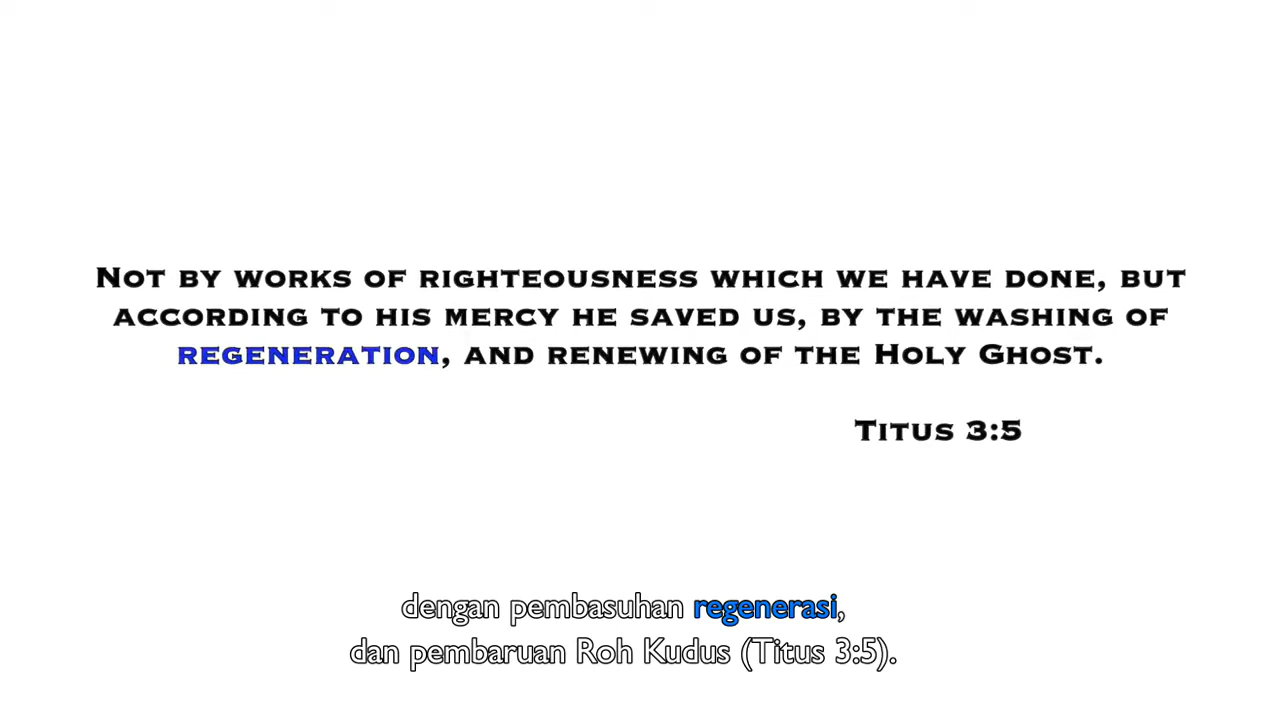 Not by works of righteousness which we have done, but
according to his mercy he saved us, by the washing of
regeneration, and renewing of the Holy Ghost.
Titus 3:5
dengan pembasuhan regenerasi,
dan pembaruan Roh Kudus (Titus 3:5).